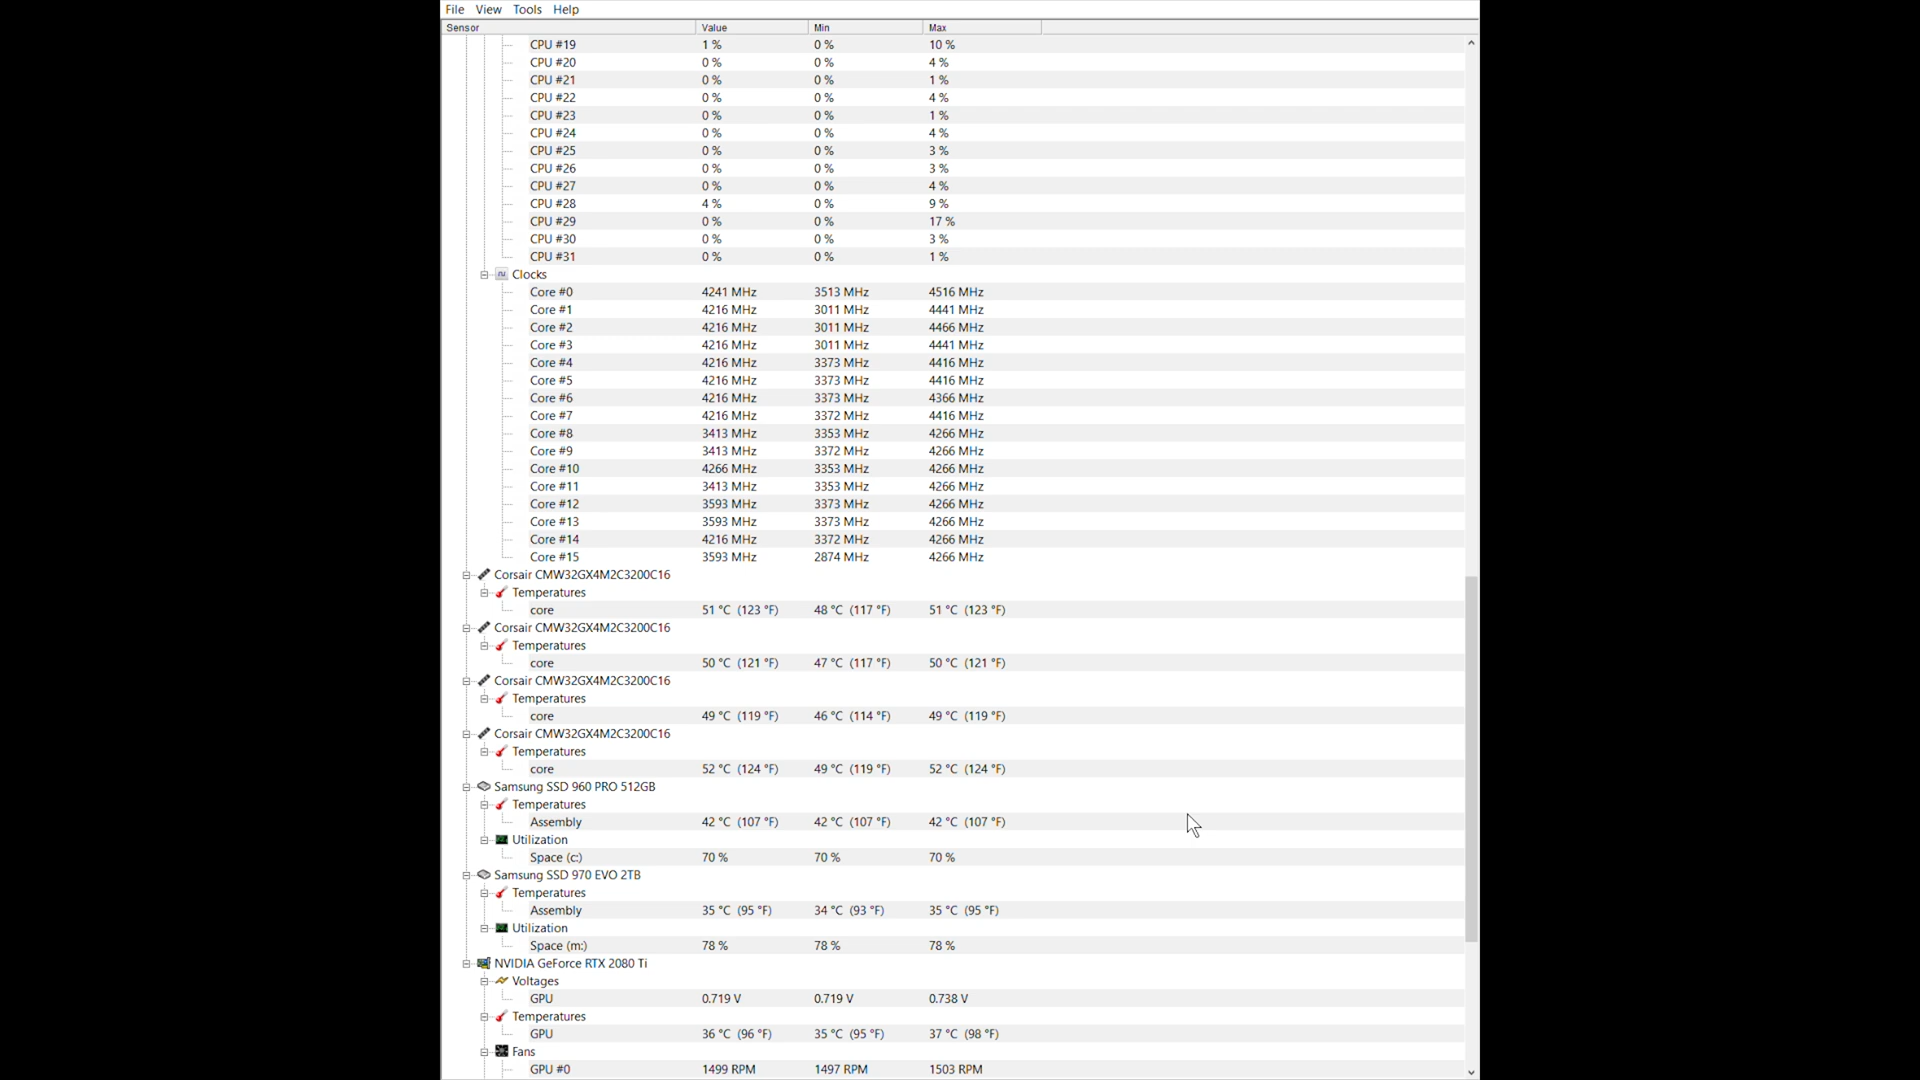 File View Tools Help
Sensor Value Min Max
CPU #19 1 % 0 % 10 %
CPU #20 0 % 0 % 4 %
CPU #21 0 % 0 % 1 %
CPU #22 0 % 0 % 4 %
CPU #23 0 % 0 % 1 %
CPU #24 0 % 0 % 4 %
CPU #25 0 % 0 % 3 %
CPU #26 0 % 0 % 3 %
CPU #27 0 % 0 % 4 %
CPU #28 4 % 0 % 9 %
CPU #29 0 % 0 % 17 %
CPU #30 0 % 0 % 3 %
CPU #31 0 % 0 % 1 %
Clocks
Core #0 4241 MHz 3513 MHz 4516 MHz
Core #1 4216 MHz 3011 MHz 4441 MHz
Core #2 4216 MHz 3011 MHz 4466 MHz
Core #3 4216 MHz 3011 MHz 4441 MHz
Core #4 4216 MHz 3373 MHz 4416 MHz
Core #5 4216 MHz 3373 MHz 4416 MHz
Core #6 4216 MHz 3373 MHz 4366 MHz
Core #7 4216 MHz 3372 MHz 4416 MHz
Core #8 3413 MHz 3353 MHz 4266 MHz
Core #9 3413 MHz 3372 MHz 4266 MHz
Core #10 4266 MHz 3353 MHz 4266 MHz
Core #11 3413 MHz 3353 MHz 4266 MHz
Core #12 3593 MHz 3373 MHz 4266 MHz
Core #13 3593 MHz 3373 MHz 4266 MHz
Core #14 4216 MHz 3372 MHz 4266 MHz
Core #15 3593 MHz 2874 MHz 4266 MHz
Corsair CMW32GX4M2C3200C16
Temperatures
core 51 °C (123 °F) 48 °C (117 °F) 51 °C (123 °F)
Corsair CMW32GX4M2C3200C16
Temperatures
core 50 °C (121 °F) 47 °C (117 °F) 50 °C (121 °F)
Corsair CMW32GX4M2C3200C16
Temperatures
core 49 °C (119 °F) 46 °C (114 °F) 49 °C (119 °F)
Corsair CMW32GX4M2C3200C16
Temperatures
core 52 °C (124 °F) 49 °C (119 °F) 52 °C (124 °F)
Samsung SSD 960 PRO 512GB
Temperatures
Assembly 42 °C (107 °F) 42 °C (107 °F) 42 °C (107 °F)
Utilization
Space (c:) 70 % 70 % 70 %
Samsung SSD 970 EVO 2TB
Temperatures
Assembly 35 °C (95 °F) 34 °C (93 °F) 35 °C (95 °F)
Utilization
Space (m:) 78 % 78 % 78 %
NVIDIA GeForce RTX 2080 Ti
Voltages
GPU 0.719 V 0.719 V 0.738 V
Temperatures
GPU 36 °C (96 °F) 35 °C (95 °F) 37 °C (98 °F)
Fans
GPU #0 1499 RPM 1497 RPM 1503 RPM